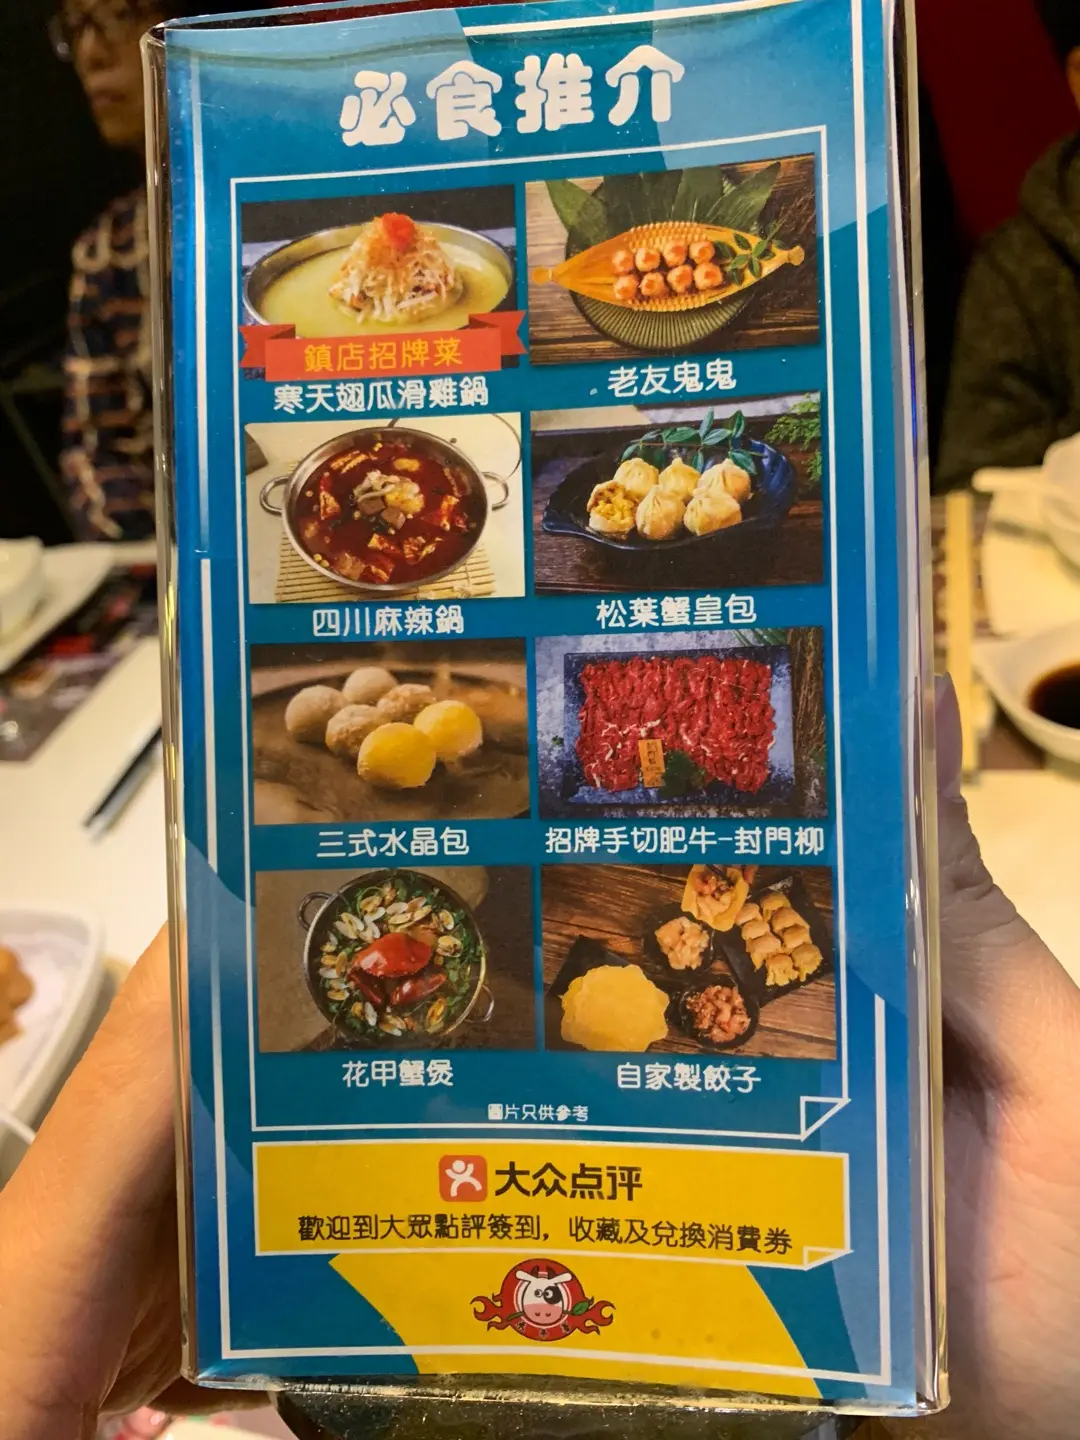 必食推介
鎮店招牌菜
寒天翅瓜滑雞鍋
老友鬼鬼
四川麻辣鍋
松葉蟹皇包
三式水晶包
招牌手切肥牛-封門柳
花甲蟹煲
自家製餃子
圖片只供參考
大众点评
歡迎到大眾點評簽到，收藏及兌換消費券